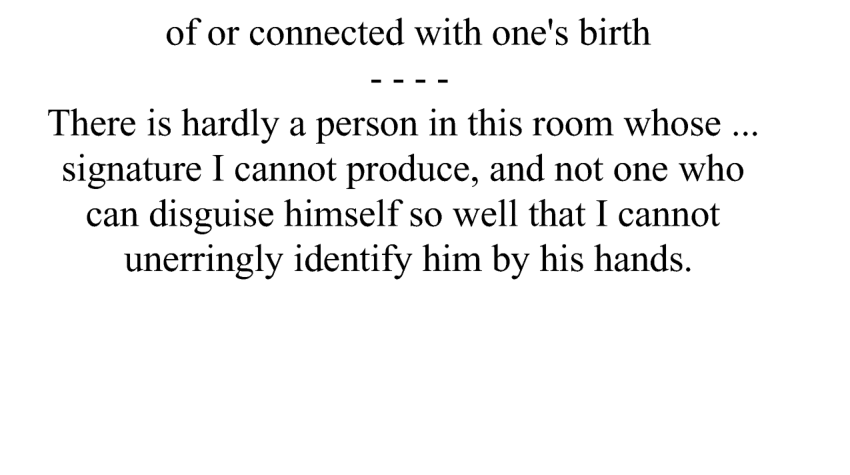 of or connected with one's birth
- - - -
There is hardly a person in this room whose ...
signature I cannot produce, and not one who
can disguise himself so well that I cannot
unerringly identify him by his hands.